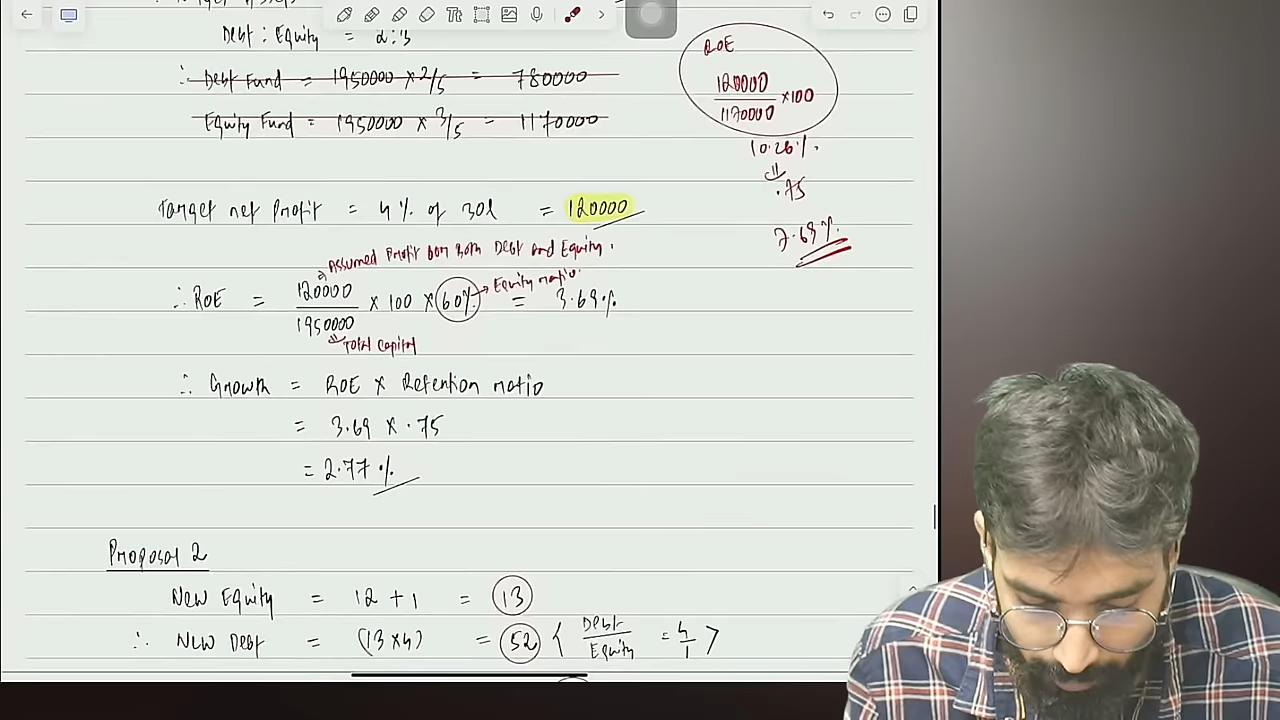 Debt : Equity = 2:3
∴ Debt Fund = 1950000 × 2/5 = 780000
Equity Fund = 1950000 × 3/5 = 1170000
ROE
120000
1170000 ×100
10.26%.
.75
7.69%
Target net Profit = 4% of 30l = 120000
Assumed Profit from Both Debt and Equity.
∴ ROE = 120000/1950000 × 100 × 60% = 3.69%
Equity ratio.
Total Capital
∴ Growth = ROE × Retention ratio
= 3.69 × .75
= 2.77 %
Proposal 2
New Equity = 12 + 1 = 13
∴ New Debt = (13×4) = 52 { Debt/Equity = 4/1 }